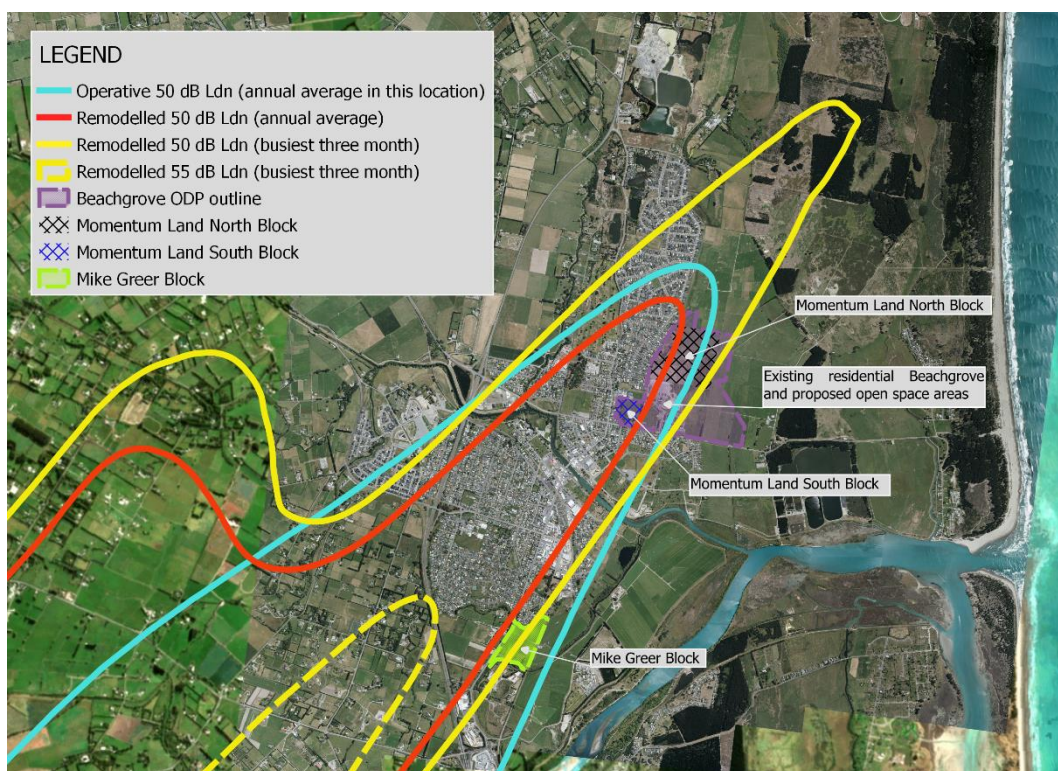 LEGEND
Operative 50 dB Ldn (annual average in this location)
Remodelled 50 dB Ldn (annual average)
Remodelled 50 dB Ldn (busiest three month)
Remodelled 55 dB Ldn (busiest three month)
Beachgrove ODP outline
Momentum Land North Block
Momentum Land South Block
Mike Greer Block
Momentum Land North Block
Existing residential Beachgrove
and proposed open space areas
Momentum Land South Block
Mike Greer Block